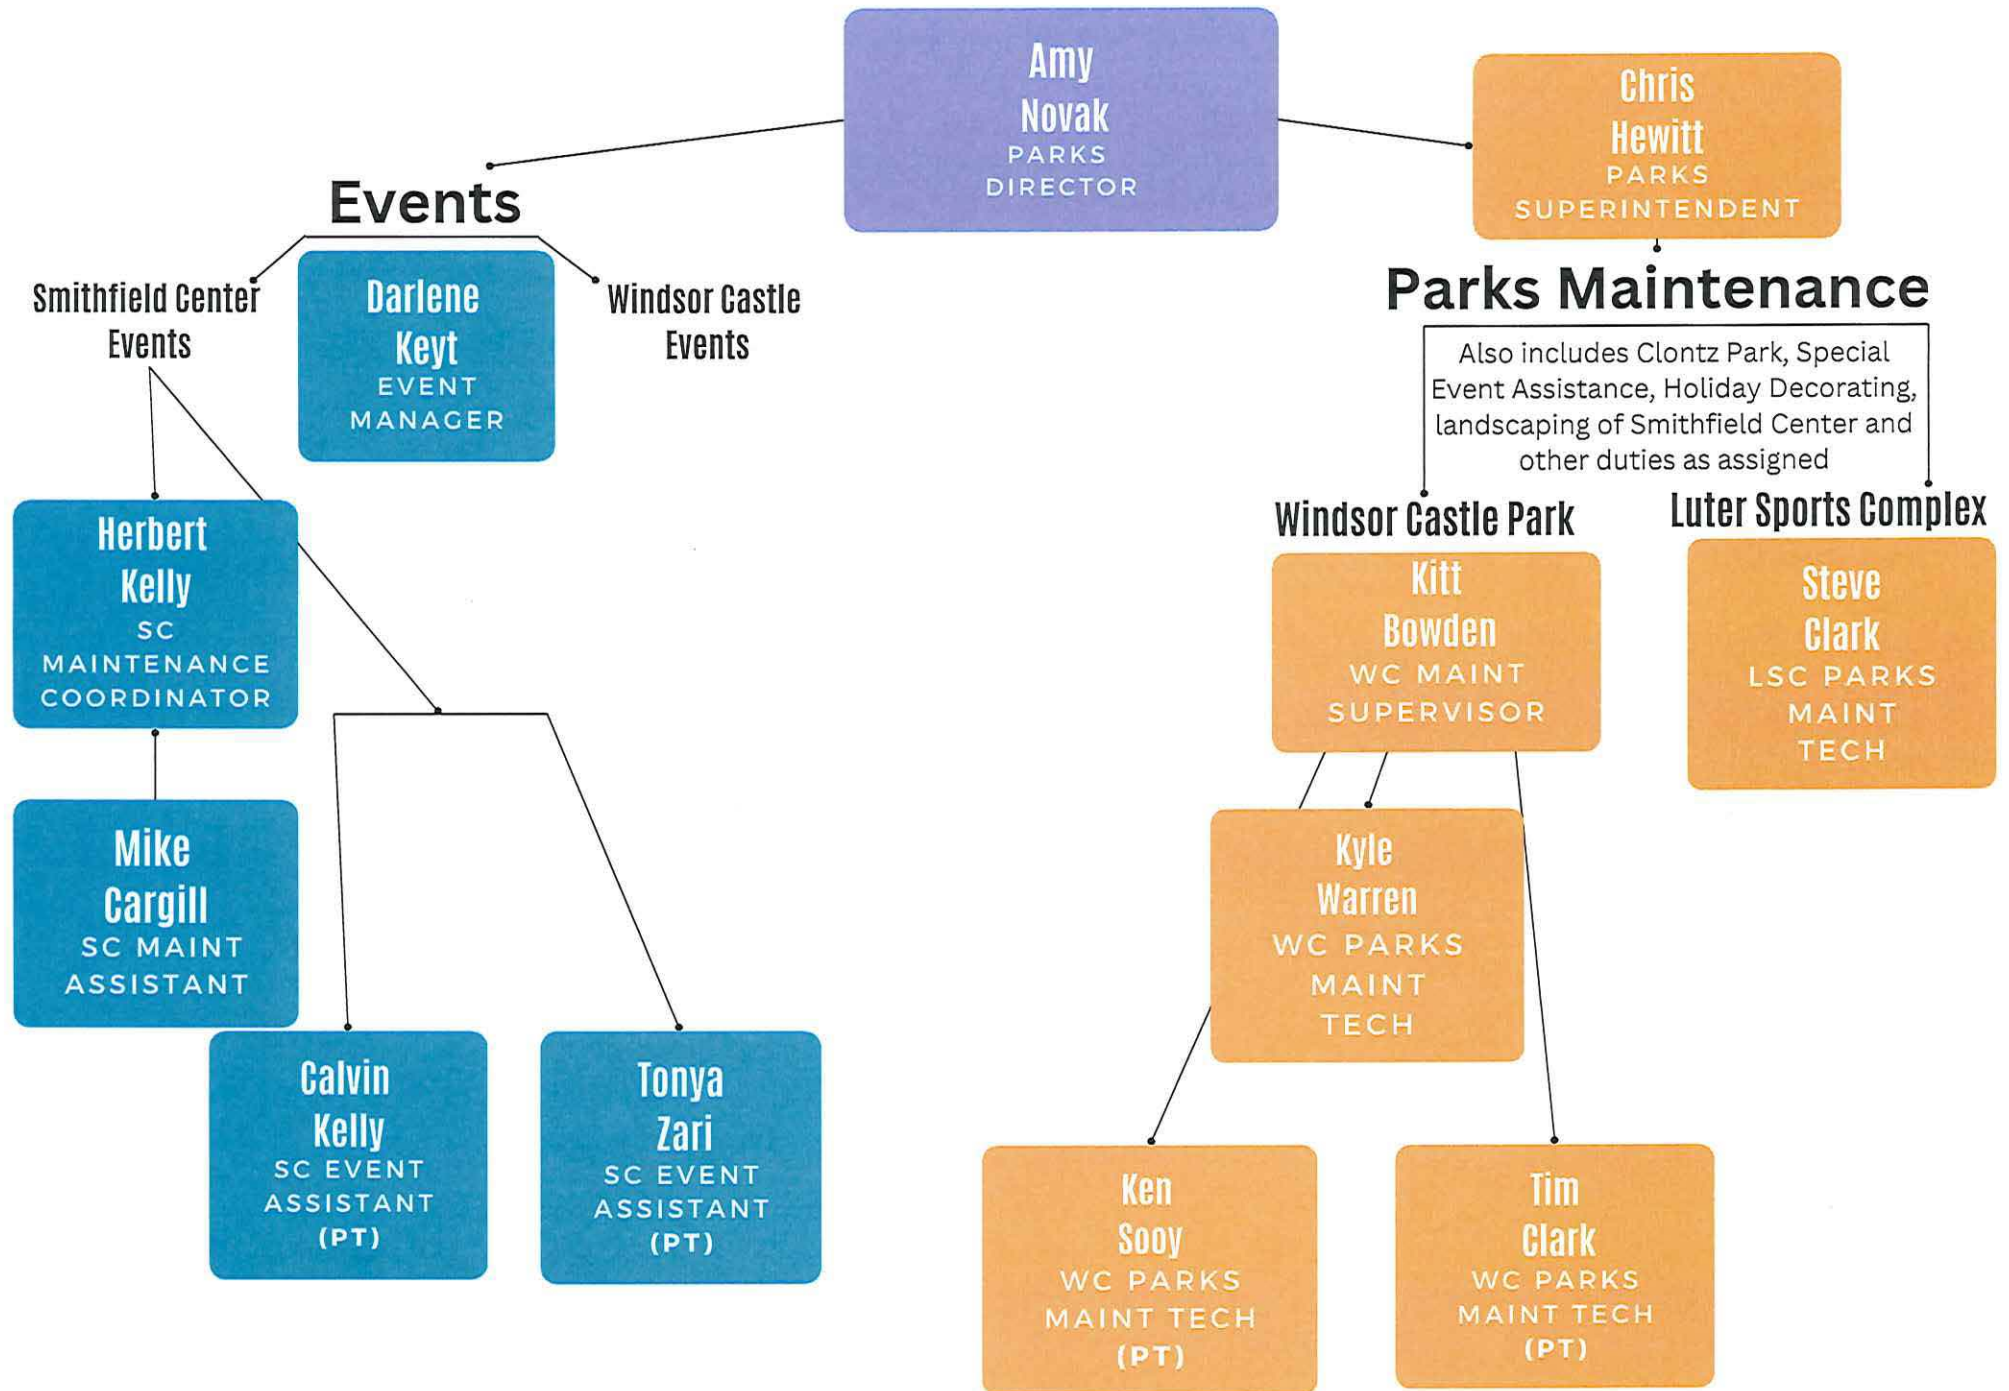 Amy
Novak
PARKS
DIRECTOR
Chris
Hewitt
PARKS
SUPERINTENDENT
Events
Smithfield Center
Events
Darlene
Keyt
EVENT
MANAGER
Windsor Castle
Events
Herbert
Kelly
SC
MAINTENANCE
COORDINATOR
Mike
Cargill
SC MAINT
ASSISTANT
Calvin
Kelly
SC EVENT
ASSISTANT
(PT)
Tonya
Zari
SC EVENT
ASSISTANT
(PT)
Parks Maintenance
Also includes Clontz Park, Special
Event Assistance, Holiday Decorating,
landscaping of Smithfield Center and
other duties as assigned
Windsor Castle Park
Kitt
Bowden
WC MAINT
SUPERVISOR
Luter Sports Complex
Steve
Clark
LSC PARKS
MAINT
TECH
Kyle
Warren
WC PARKS
MAINT
TECH
Ken
Sooy
WC PARKS
MAINT TECH
(PT)
Tim
Clark
WC PARKS
MAINT TECH
(PT)